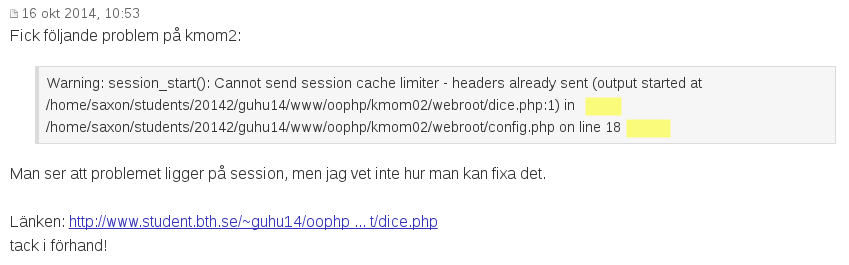 16 okt 2014, 10:53
Fick följande problem på kmom2:
Warning: session_start(): Cannot send session cache limiter - headers already sent (output started at
/home/saxon/students/20142/guhu14/www/oophp/kmom02/webroot/dice.php:1) in
/home/saxon/students/20142/guhu14/www/oophp/kmom02/webroot/config.php on line 18
Man ser att problemet ligger på session, men jag vet inte hur man kan fixa det.
Länken: http://www.student.bth.se/~guhu14/oophp ... t/dice.php
tack i förhand!